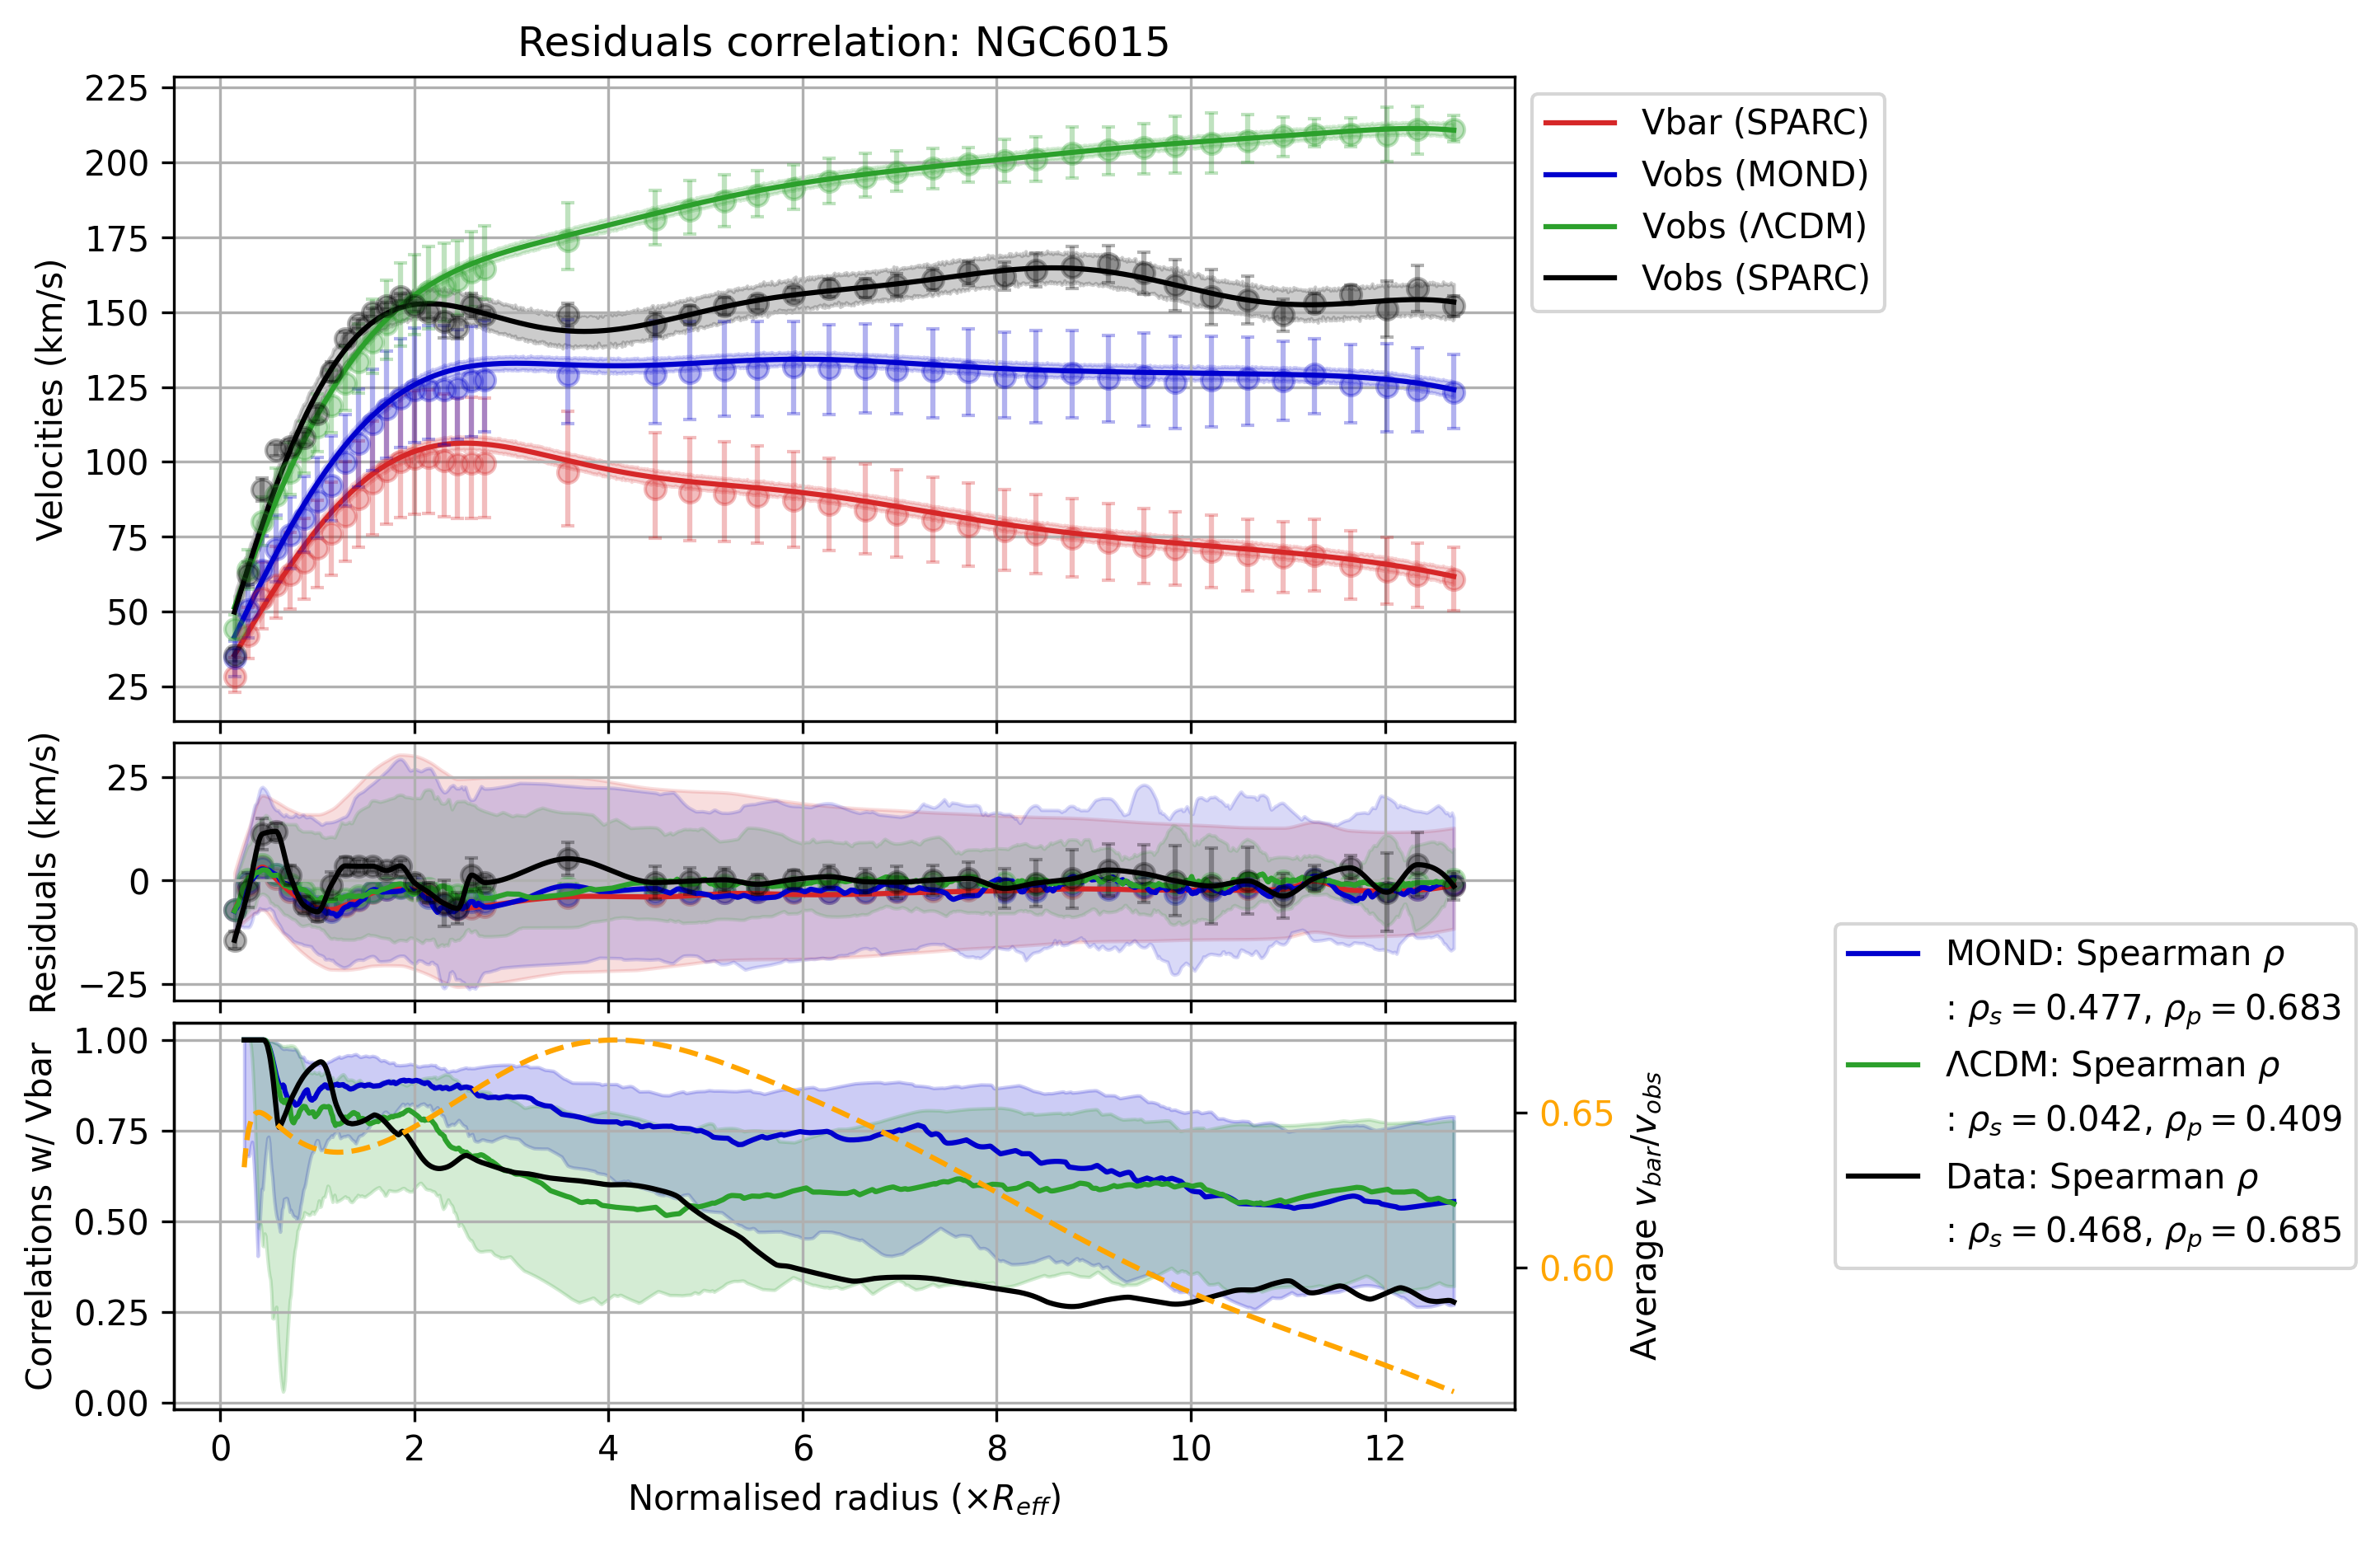 Residuals correlation: NGC6015
Velocities (km/s)
225
200
175
150
125
100
75
50
25
Vbar (SPARC)
Vobs (MOND)
Vobs (ΛCDM)
Vobs (SPARC)
Residuals (km/s)
25
0
−25
Correlations w/ Vbar
1.00
0.75
0.50
0.25
0.00
0.65
0.60
Average v_bar/v_obs
MOND: Spearman ρ
: ρ_s = 0.477, ρ_p = 0.683
ΛCDM: Spearman ρ
: ρ_s = 0.042, ρ_p = 0.409
Data: Spearman ρ
: ρ_s = 0.468, ρ_p = 0.685
0 2 4 6 8 10 12
Normalised radius (×R_eff)